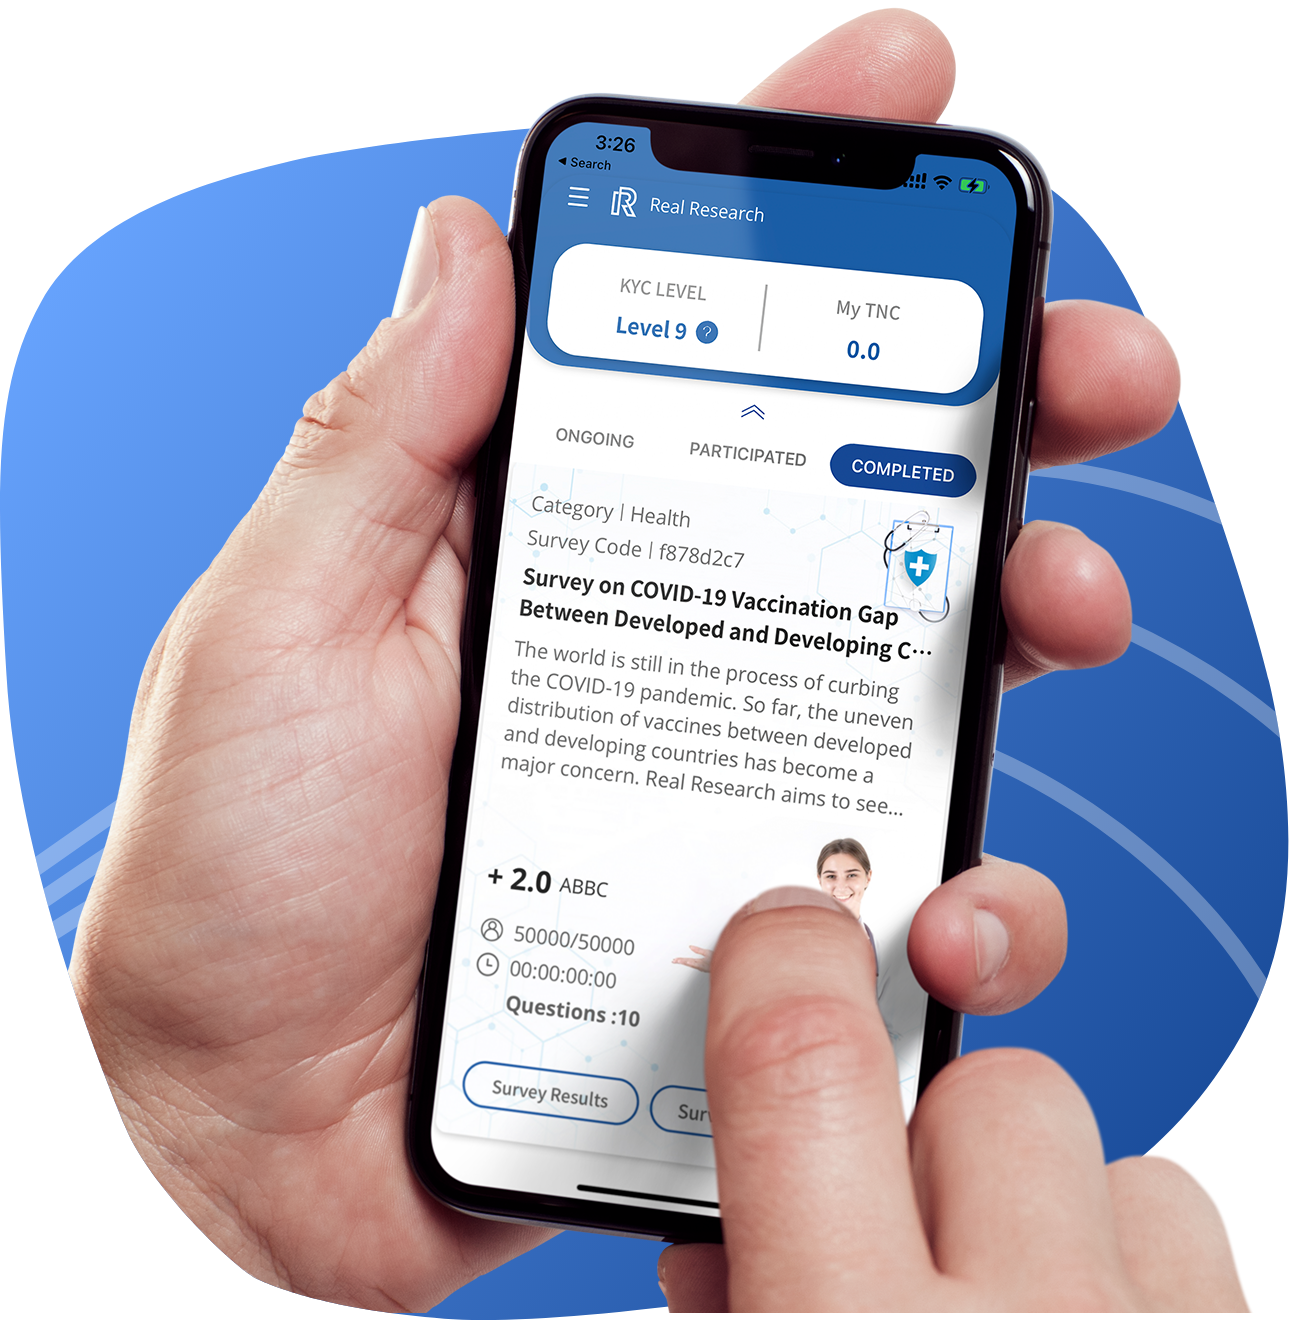 3:26
Search
Real Research
KYC LEVEL
Level 9 ?
My TNC
0.0
ONGOING
PARTICIPATED
COMPLETED
Category | Health
Survey Code | f878d2c7
Survey on COVID-19 Vaccination Gap
Between Developed and Developing C...
The world is still in the process of curbing
the COVID-19 pandemic. So far, the uneven
distribution of vaccines between developed
and developing countries has become a
major concern. Real Research aims to see...
+ 2.0 ABBC
50000/50000
00:00:00:00
Questions :10
Survey Results